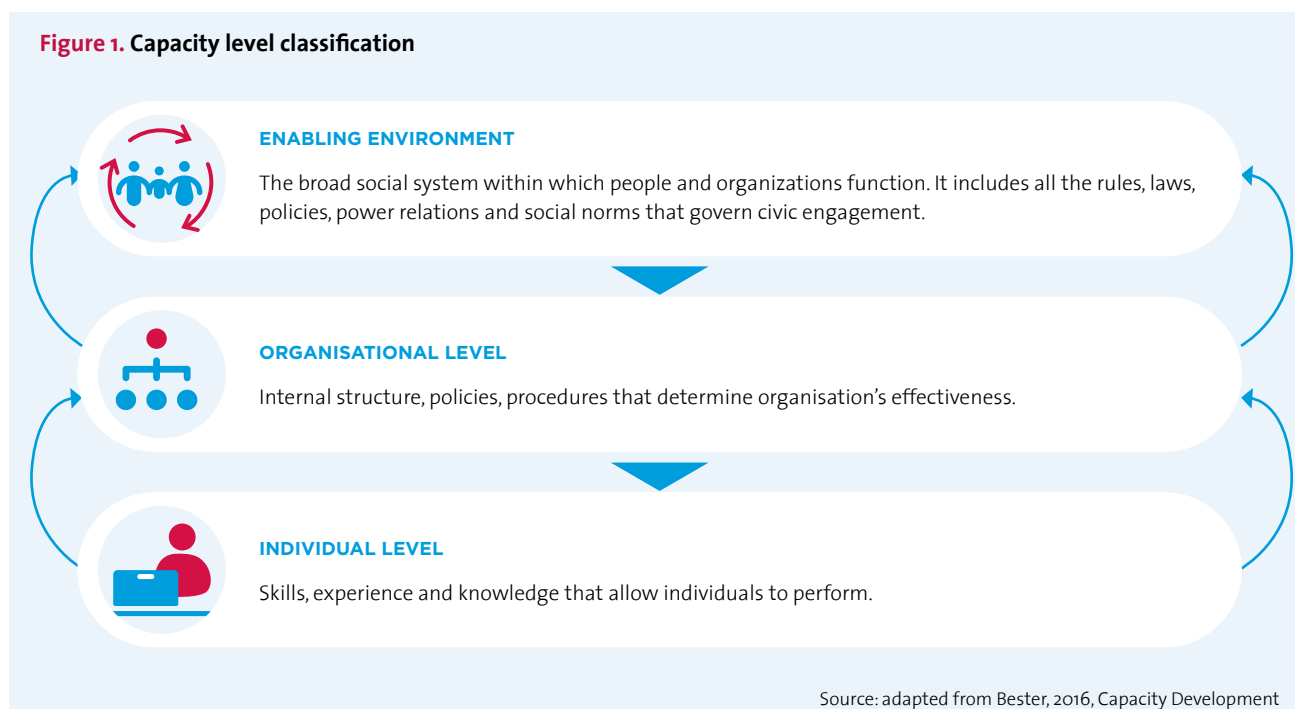 Figure 1. Capacity level classification
ENABLING ENVIRONMENT
The broad social system within which people and organizations function. It includes all the rules, laws,
policies, power relations and social norms that govern civic engagement.
ORGANISATIONAL LEVEL
Internal structure, policies, procedures that determine organisation's effectiveness.
INDIVIDUAL LEVEL
Skills, experience and knowledge that allow individuals to perform.
Source: adapted from Bester, 2016, Capacity Development